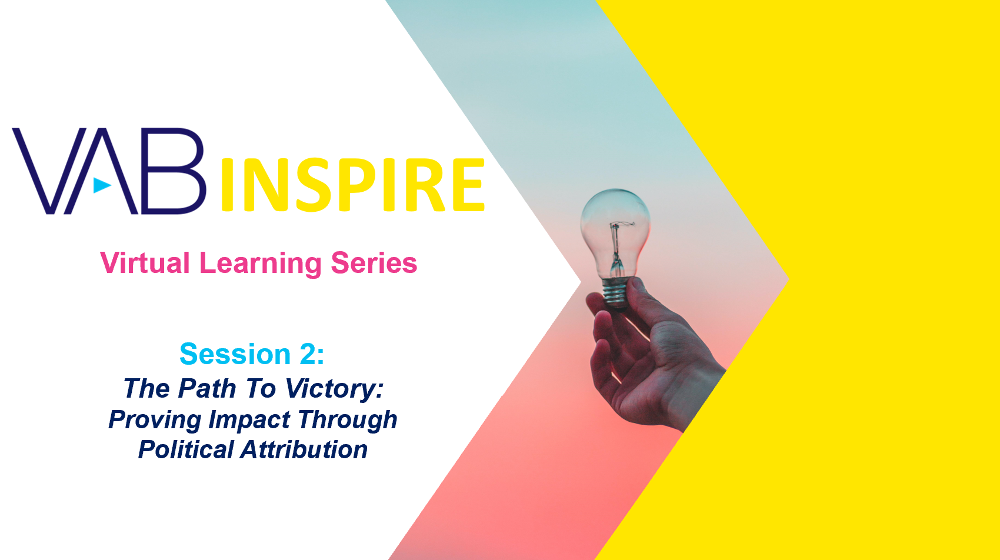 VAB INSPIRE
Virtual Learning Series
Session 2:
The Path To Victory:
Proving Impact Through
Political Attribution